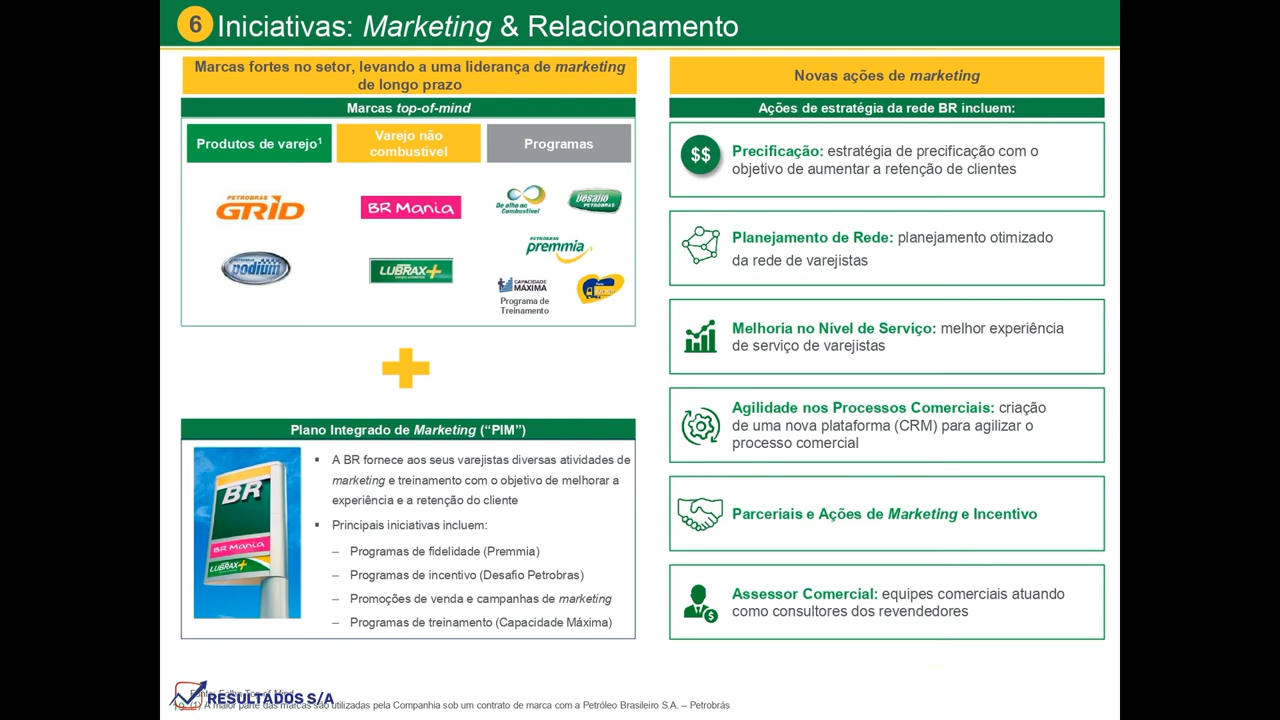 6 Iniciativas: Marketing & Relacionamento
Marcas fortes no setor, levando a uma liderança de marketing
de longo prazo
Marcas top-of-mind
Produtos de varejo¹
Varejo não
combustível
Programas
PETROBRAS
GRID
PETROBRAS
podium
BR Mania
LUBRAX+
De olho no
Combustível
Desafio
PETROBRAS
PETROBRAS
premmia
CAPACIDADE
MÁXIMA
Programa de
Treinamento
Plano Integrado de Marketing (“PIM”)
BR
BR Mania
LUBRAX+
▪ A BR fornece aos seus varejistas diversas atividades de
marketing e treinamento com o objetivo de melhorar a
experiência e a retenção do cliente
▪ Principais iniciativas incluem:
– Programas de fidelidade (Premmia)
– Programas de incentivo (Desafio Petrobras)
– Promoções de venda e campanhas de marketing
– Programas de treinamento (Capacidade Máxima)
Novas ações de marketing
Ações de estratégia da rede BR incluem:
$$
Precificação: estratégia de precificação com o
objetivo de aumentar a retenção de clientes
Planejamento de Rede: planejamento otimizado
da rede de varejistas
Melhoria no Nível de Serviço: melhor experiência
de serviço de varejistas
Agilidade nos Processos Comerciais: criação
de uma nova plataforma (CRM) para agilizar o
processo comercial
Parceriais e Ações de Marketing e Incentivo
$
Assessor Comercial: equipes comerciais atuando
como consultores dos revendedores
Fonte: Folha Top of Mind
RESULTADOS S/A
(1) A maior parte das marcas são utilizadas pela Companhia sob um contrato de marca com a Petróleo Brasileiro S.A. – Petrobrás